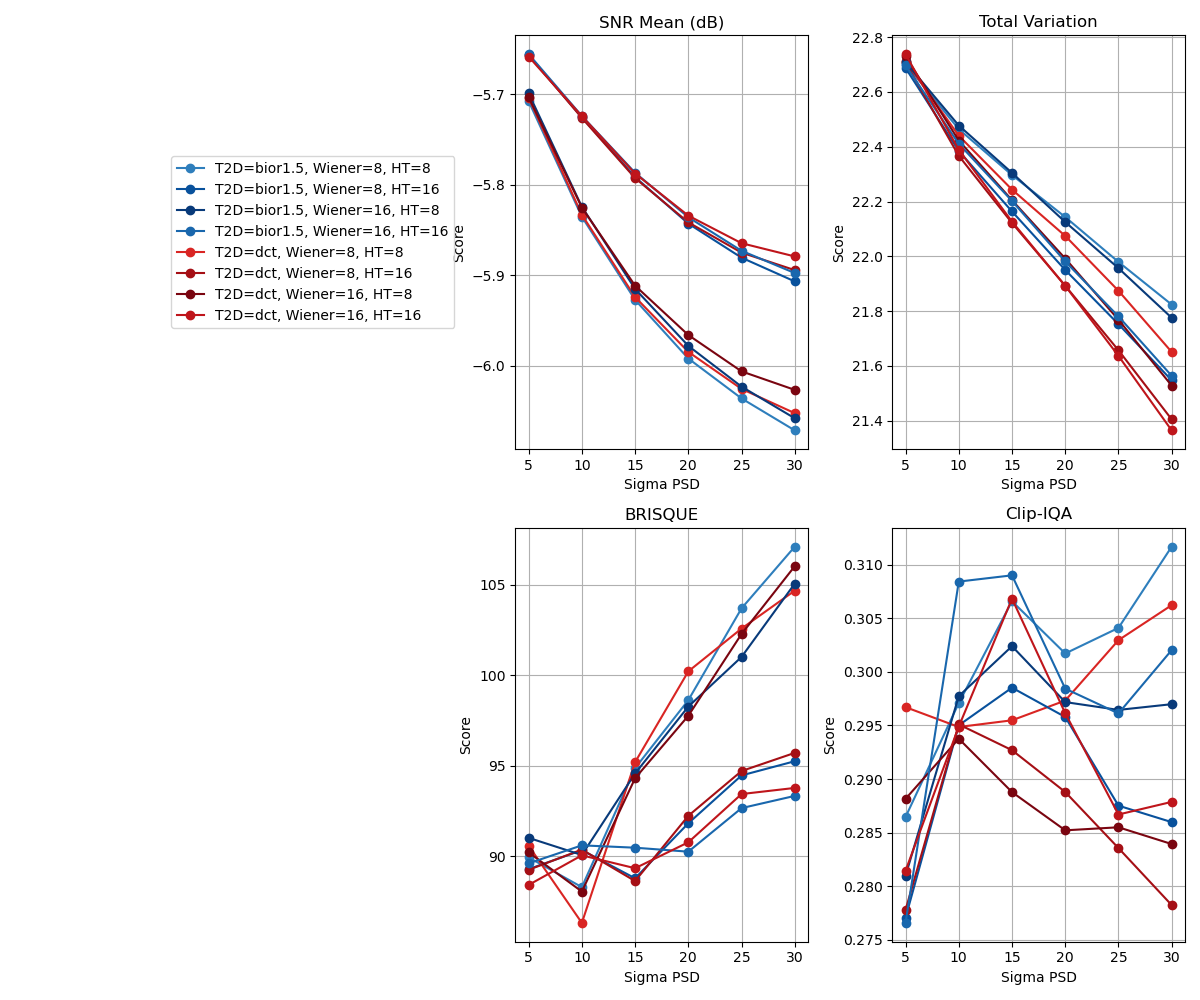 SNR Mean (dB)
−5.7
−5.8
−5.9
−6.0
Score
5 10 15 20 25 30
Sigma PSD
Total Variation
22.8
22.6
22.4
22.2
22.0
21.8
21.6
21.4
Score
5 10 15 20 25 30
Sigma PSD
T2D=bior1.5, Wiener=8, HT=8
T2D=bior1.5, Wiener=8, HT=16
T2D=bior1.5, Wiener=16, HT=8
T2D=bior1.5, Wiener=16, HT=16
T2D=dct, Wiener=8, HT=8
T2D=dct, Wiener=8, HT=16
T2D=dct, Wiener=16, HT=8
T2D=dct, Wiener=16, HT=16
BRISQUE
105
100
95
90
Score
5 10 15 20 25 30
Sigma PSD
Clip-IQA
0.310
0.305
0.300
0.295
0.290
0.285
0.280
0.275
Score
5 10 15 20 25 30
Sigma PSD